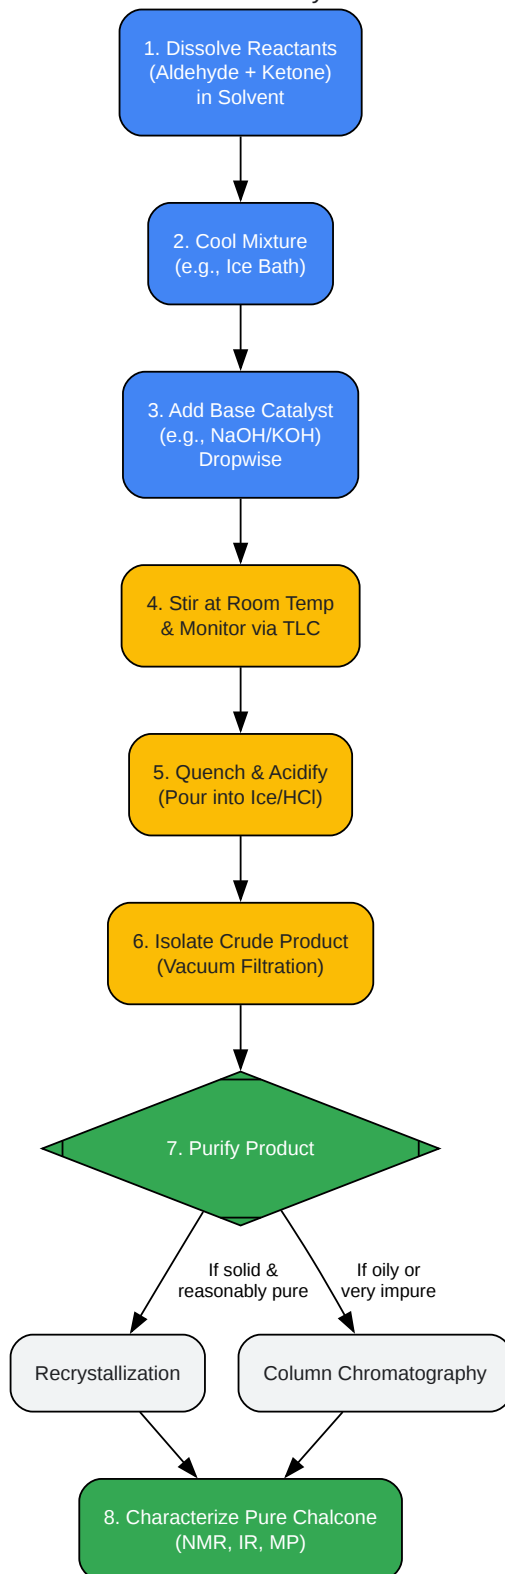 1. Dissolve Reactants
(Aldehyde + Ketone)
in Solvent
2. Cool Mixture
(e.g., Ice Bath)
3. Add Base Catalyst
(e.g., NaOH/KOH)
Dropwise
4. Stir at Room Temp
& Monitor via TLC
5. Quench & Acidify
(Pour into Ice/HCl)
6. Isolate Crude Product
(Vacuum Filtration)
7. Purify Product
If solid &
reasonably pure
If oily or
very impure
Recrystallization
Column Chromatography
8. Characterize Pure Chalcone
(NMR, IR, MP)